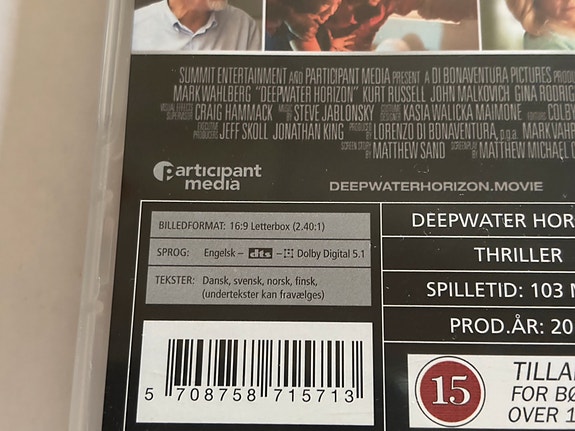 SUMMIT ENTERTAINMENT AND PARTICIPANT MEDIA PRESENT A DI BONAVENTURA PICTURES
MARK WAHLBERG "DEEPWATER HORIZON" KURT RUSSELL JOHN MALKOVICH GINA
VISUAL EFFECTS SUPERVISOR CRAIG HAMMACK MUSIC BY STEVE JABLONSKY COSTUME DESIGNER KASIA WALICKA MAIMONE EDITORS COLBY
EXECUTIVE PRODUCERS JEFF SKOLL JONATHAN KING PRODUCED BY LORENZO DI BONAVENTURA, p.g.a. MARK
SCREEN STORY BY MATTHEW SAND SCREENPLAY BY MATTHEW MICHAEL
Participant media
DEEPWATERHORIZON.MOVIE
BILLEDFORMAT: 16:9 Letterbox (2.40:1)
SPROG: Engelsk – dts – Dolby Digital 5.1
TEKSTER: Dansk, svensk, norsk, finsk,
(undertekster kan fravælges)
DEEPWATER HOR
THRILLER
SPILLETID: 103 M
PROD.ÅR: 20
5 708758 715713
15
TILLA
FOR BØ
OVER 1